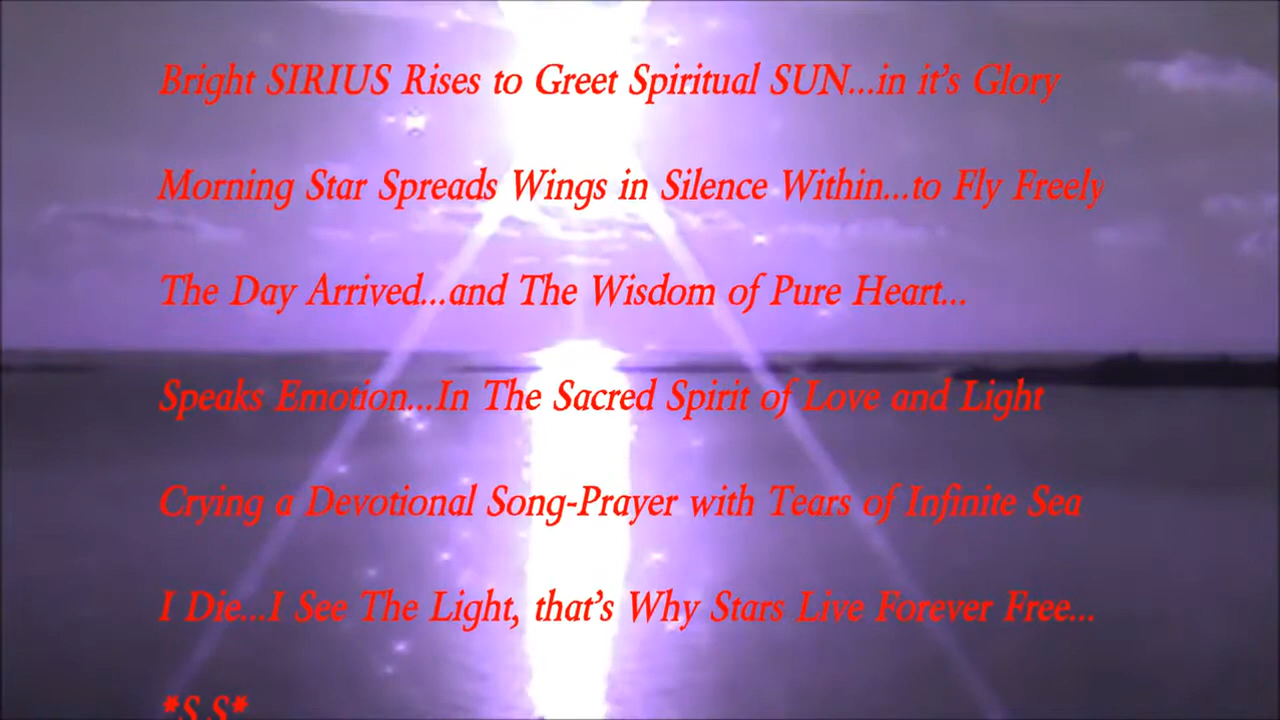 Bright SIRIUS Rises to Greet Spiritual SUN...in it's Glory
Morning Star Spreads Wings in Silence Within...to Fly Freely
The Day Arrived...and The Wisdom of Pure Heart...
Speaks Emotion...In The Sacred Spirit of Love and Light
Crying a Devotional Song-Prayer with Tears of Infinite Sea
I Die...I See The Light, that's Why Stars Live Forever Free...
*S.S*